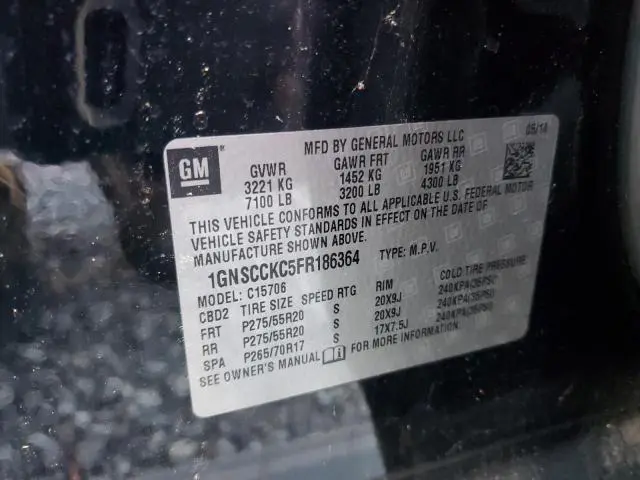 MFD BY GENERAL MOTORS LLC 05/14
GM
GVWR GAWR FRT GAWR RR
3221 KG 1452 KG 1951 KG
7100 LB 3200 LB 4300 LB
THIS VEHICLE CONFORMS TO ALL APPLICABLE U.S. FEDERAL MOTOR
VEHICLE SAFETY STANDARDS IN EFFECT ON THE DATE OF
MANUFACTURE SHOWN ABOVE.
1GNSCCKC5FR186364 TYPE: M.P.V.
MODEL: C15706
CBD2 TIRE SIZE SPEED RTG RIM COLD TIRE PRESSURE
FRT P275/55R20 S 20X9J 240KPA(35PSI)
RR P275/55R20 S 20X9J 240KPA(35PSI)
SPA P265/70R17 S 17X7.5J 240KPA(35PSI)
SEE OWNER'S MANUAL FOR MORE INFORMATION.